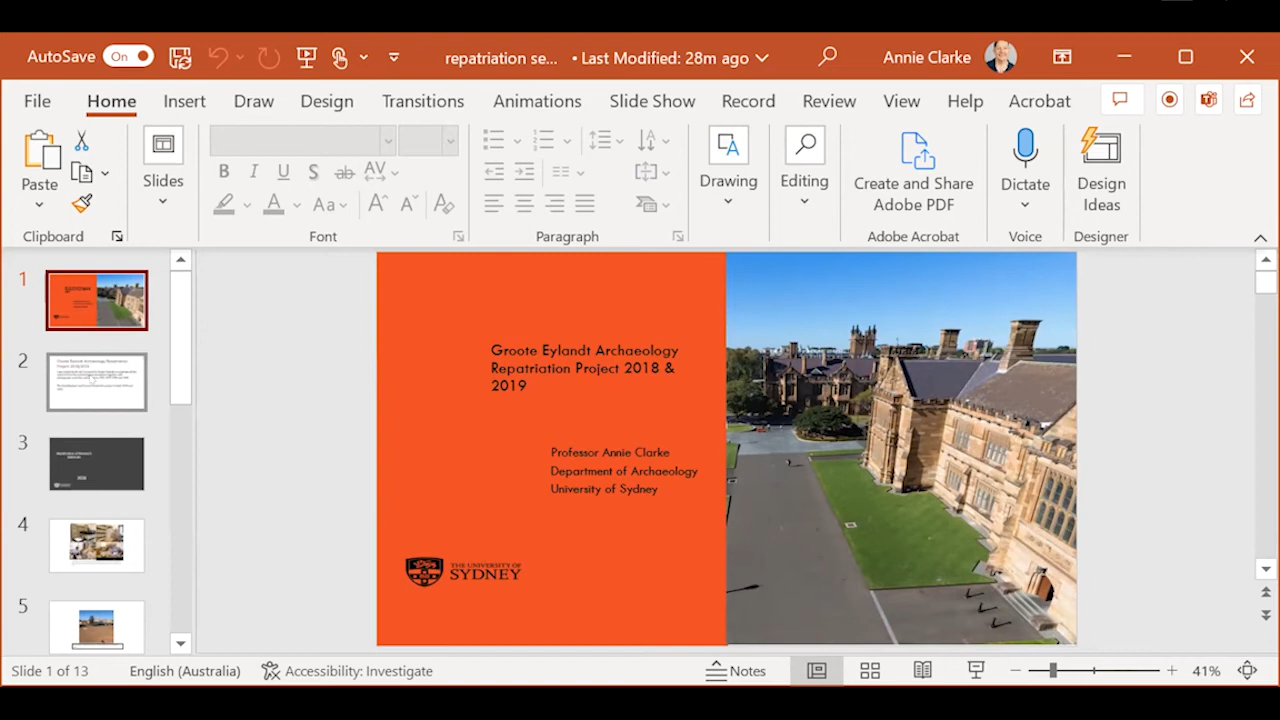 AutoSave On repatriation se... • Last Modified: 28m ago Annie Clarke
File Home Insert Draw Design Transitions Animations Slide Show Record Review View Help Acrobat
Paste
Slides
B I U S ab AV
Aa A A A
Drawing
Editing
Create and Share
Adobe PDF
Dictate
Design
Ideas
Clipboard Font Paragraph Adobe Acrobat Voice Designer
1
2
3
4
5
Groote Eylandt Archaeology
Repatriation Project 2018 &
2019
Professor Annie Clarke
Department of Archaeology
University of Sydney
THE UNIVERSITY OF
SYDNEY
Slide 1 of 13 English (Australia) Accessibility: Investigate Notes 41%